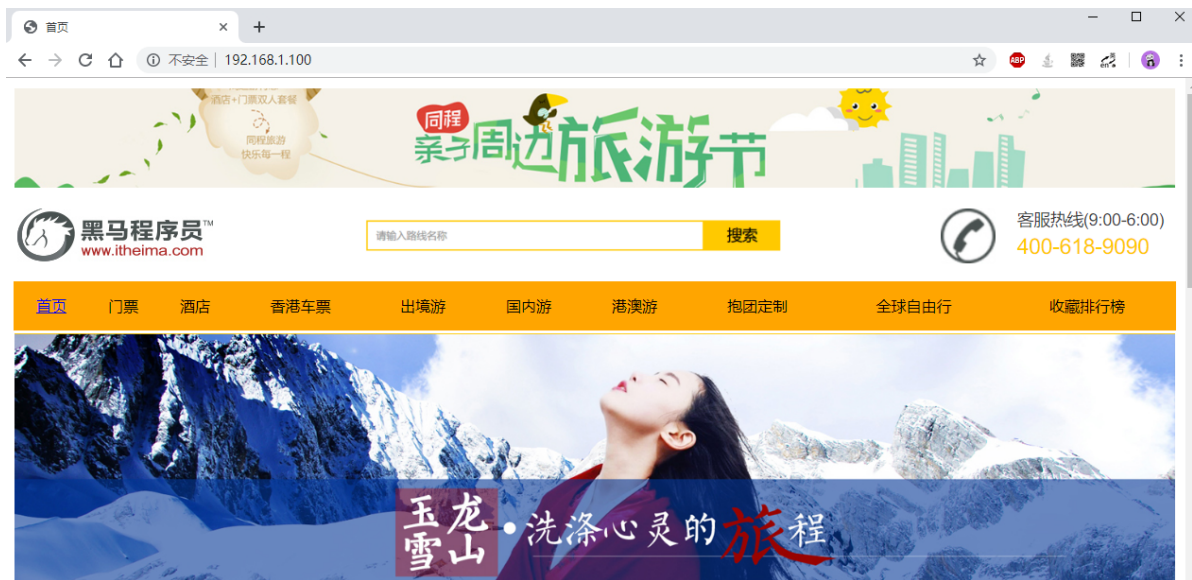 首页
不安全 192.168.1.100
ABP
en
酒店+门票双人套餐
同程旅游
快乐每一程
同程
亲子周边旅游节
黑马程序员™
www.itheima.com
请输入路线名称
搜索
客服热线(9:00-6:00)
400-618-9090
首页 门票 酒店 香港车票 出境游 国内游 港澳游 抱团定制 全球自由行 收藏排行榜
玉龙雪山·洗涤心灵的旅程